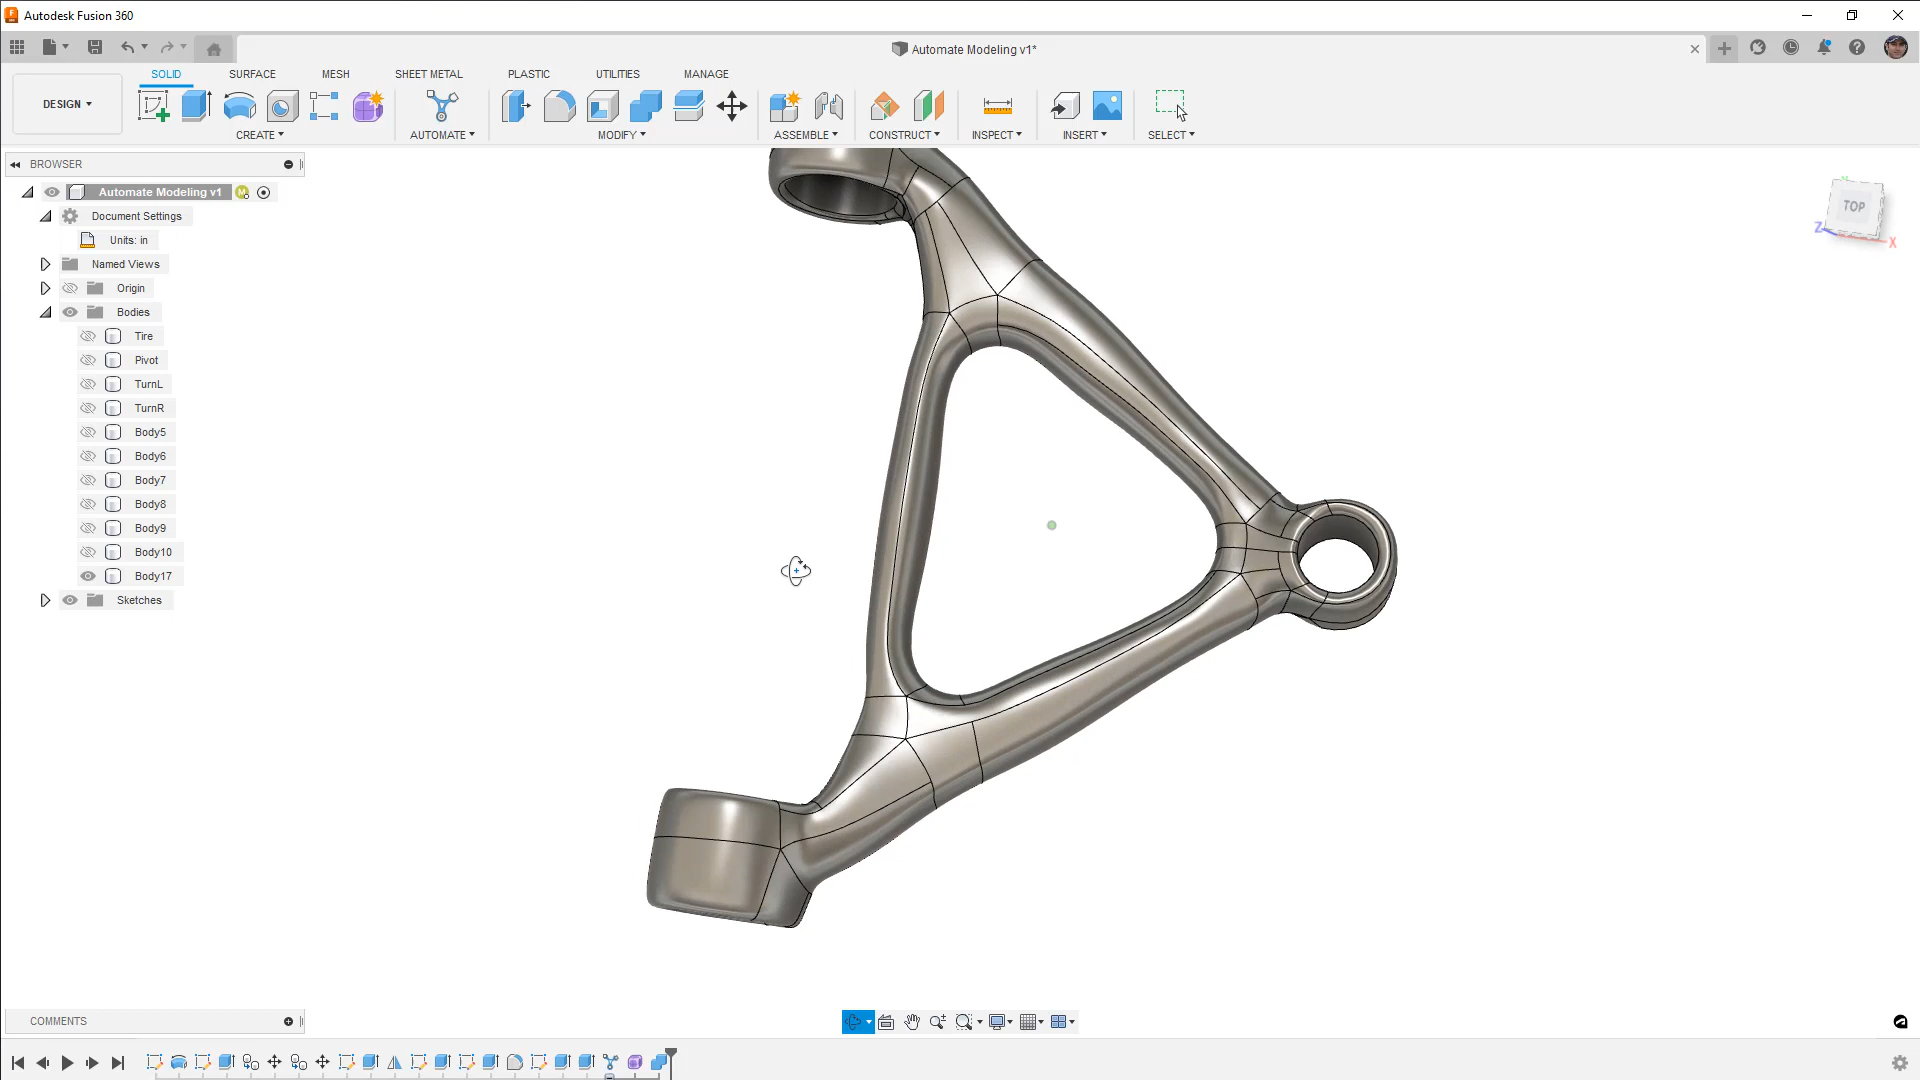 Autodesk Fusion 360
Automate Modeling v1*
SOLID SURFACE MESH SHEET METAL PLASTIC UTILITIES MANAGE
DESIGN
CREATE AUTOMATE MODIFY ASSEMBLE CONSTRUCT INSPECT INSERT SELECT
BROWSER
Automate Modeling v1
Document Settings
Units: in
Named Views
Origin
Bodies
Tire
Pivot
TurnL
TurnR
Body5
Body6
Body7
Body8
Body9
Body10
Body17
Sketches
TOP
Z
X
COMMENTS